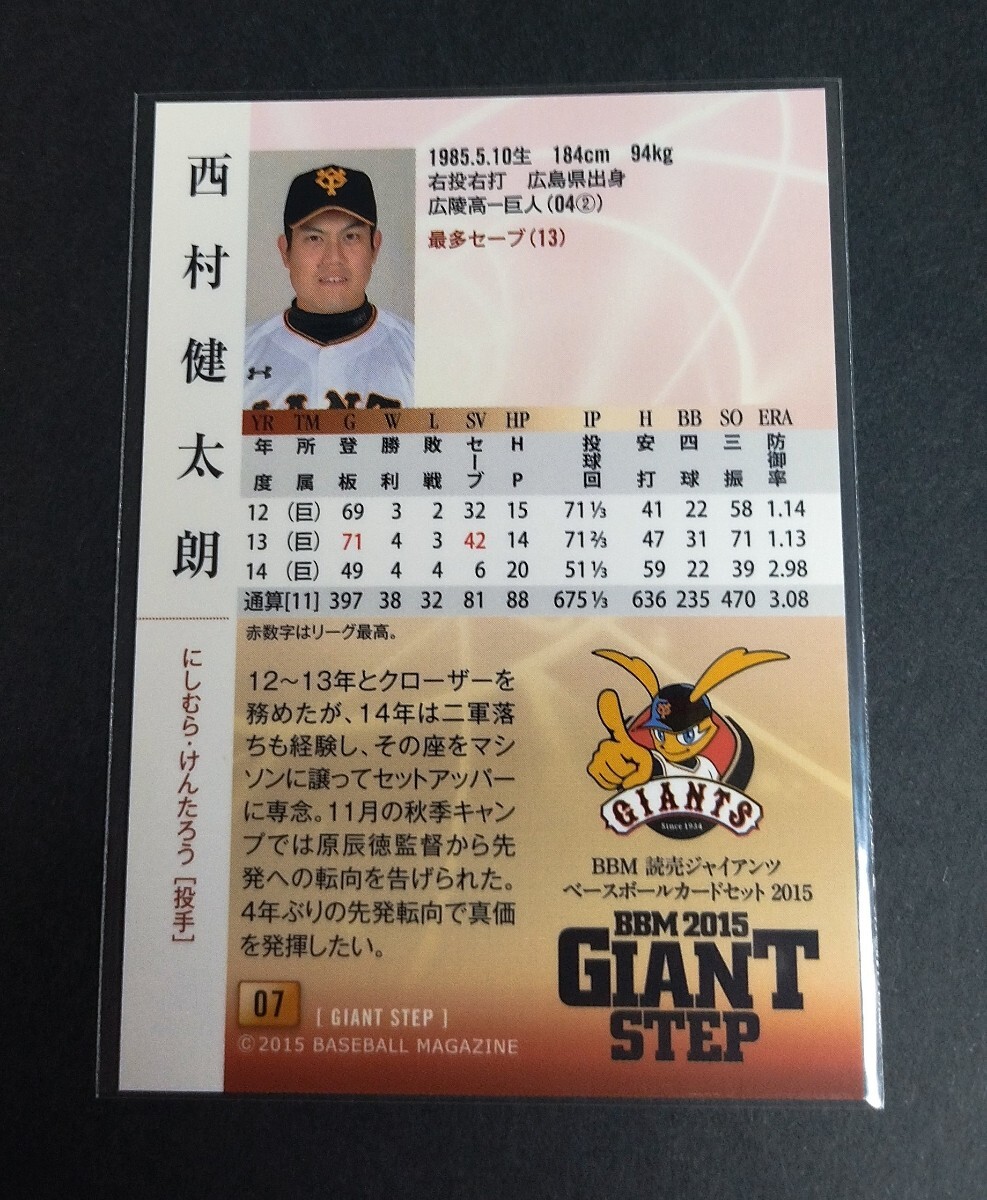 西村健太朗
にしむら・けんたろう［投手］
1985.5.10生 184cm 94kg
右投右打 広島県出身
広陵高ー巨人（04②）
最多セーブ（13）
YR TM G W L SV HP IP H BB SO ERA
年度 所属 登板 勝利 敗戦 セーブ HP 投球回 安打 四球 三振 防御率
12 （巨） 69 3 2 32 15 71 ⅓ 41 22 58 1.14
13 （巨） 71 4 3 42 14 71 ⅔ 47 31 71 1.13
14 （巨） 49 4 4 6 20 51 ⅓ 59 22 39 2.98
通算[11] 397 38 32 81 88 675 ⅓ 636 235 470 3.08
赤数字はリーグ最高。
12〜13年とクローザーを
務めたが、14年は二軍落
ちも経験し、その座をマシ
ソンに譲ってセットアッパー
に専念。11月の秋季キャン
プでは原辰徳監督から先
発への転向を告げられた。
4年ぶりの先発転向で真価
を発揮したい。
GIANTS
Since 1934
BBM 読売ジャイアンツ
ベースボールカードセット 2015
BBM 2015
GIANT
STEP
07
[ GIANT STEP ]
©2015 BASEBALL MAGAZINE